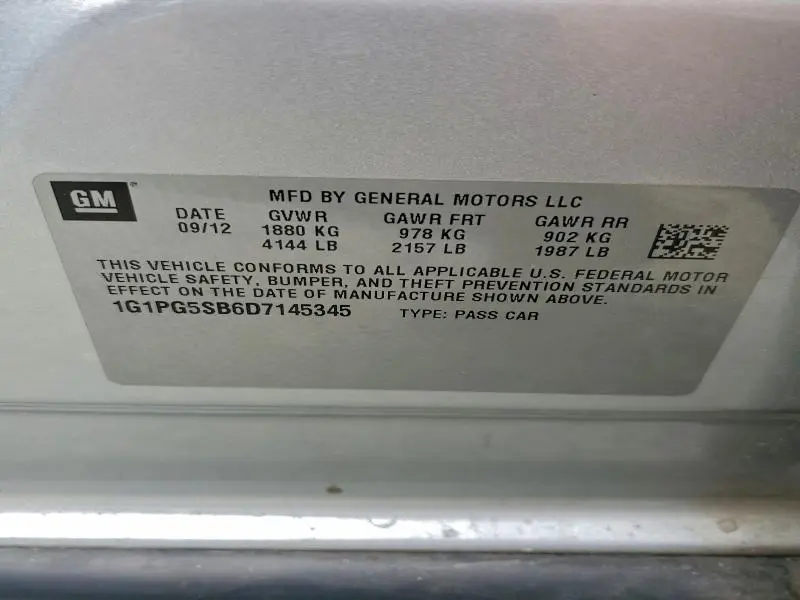 GM
MFD BY GENERAL MOTORS LLC
DATE GVWR GAWR FRT GAWR RR
09/12 1880 KG 978 KG 902 KG
4144 LB 2157 LB 1987 LB
THIS VEHICLE CONFORMS TO ALL APPLICABLE U.S. FEDERAL MOTOR
VEHICLE SAFETY, BUMPER, AND THEFT PREVENTION STANDARDS IN
EFFECT ON THE DATE OF MANUFACTURE SHOWN ABOVE.
1G1PG5SB6D7145345 TYPE: PASS CAR